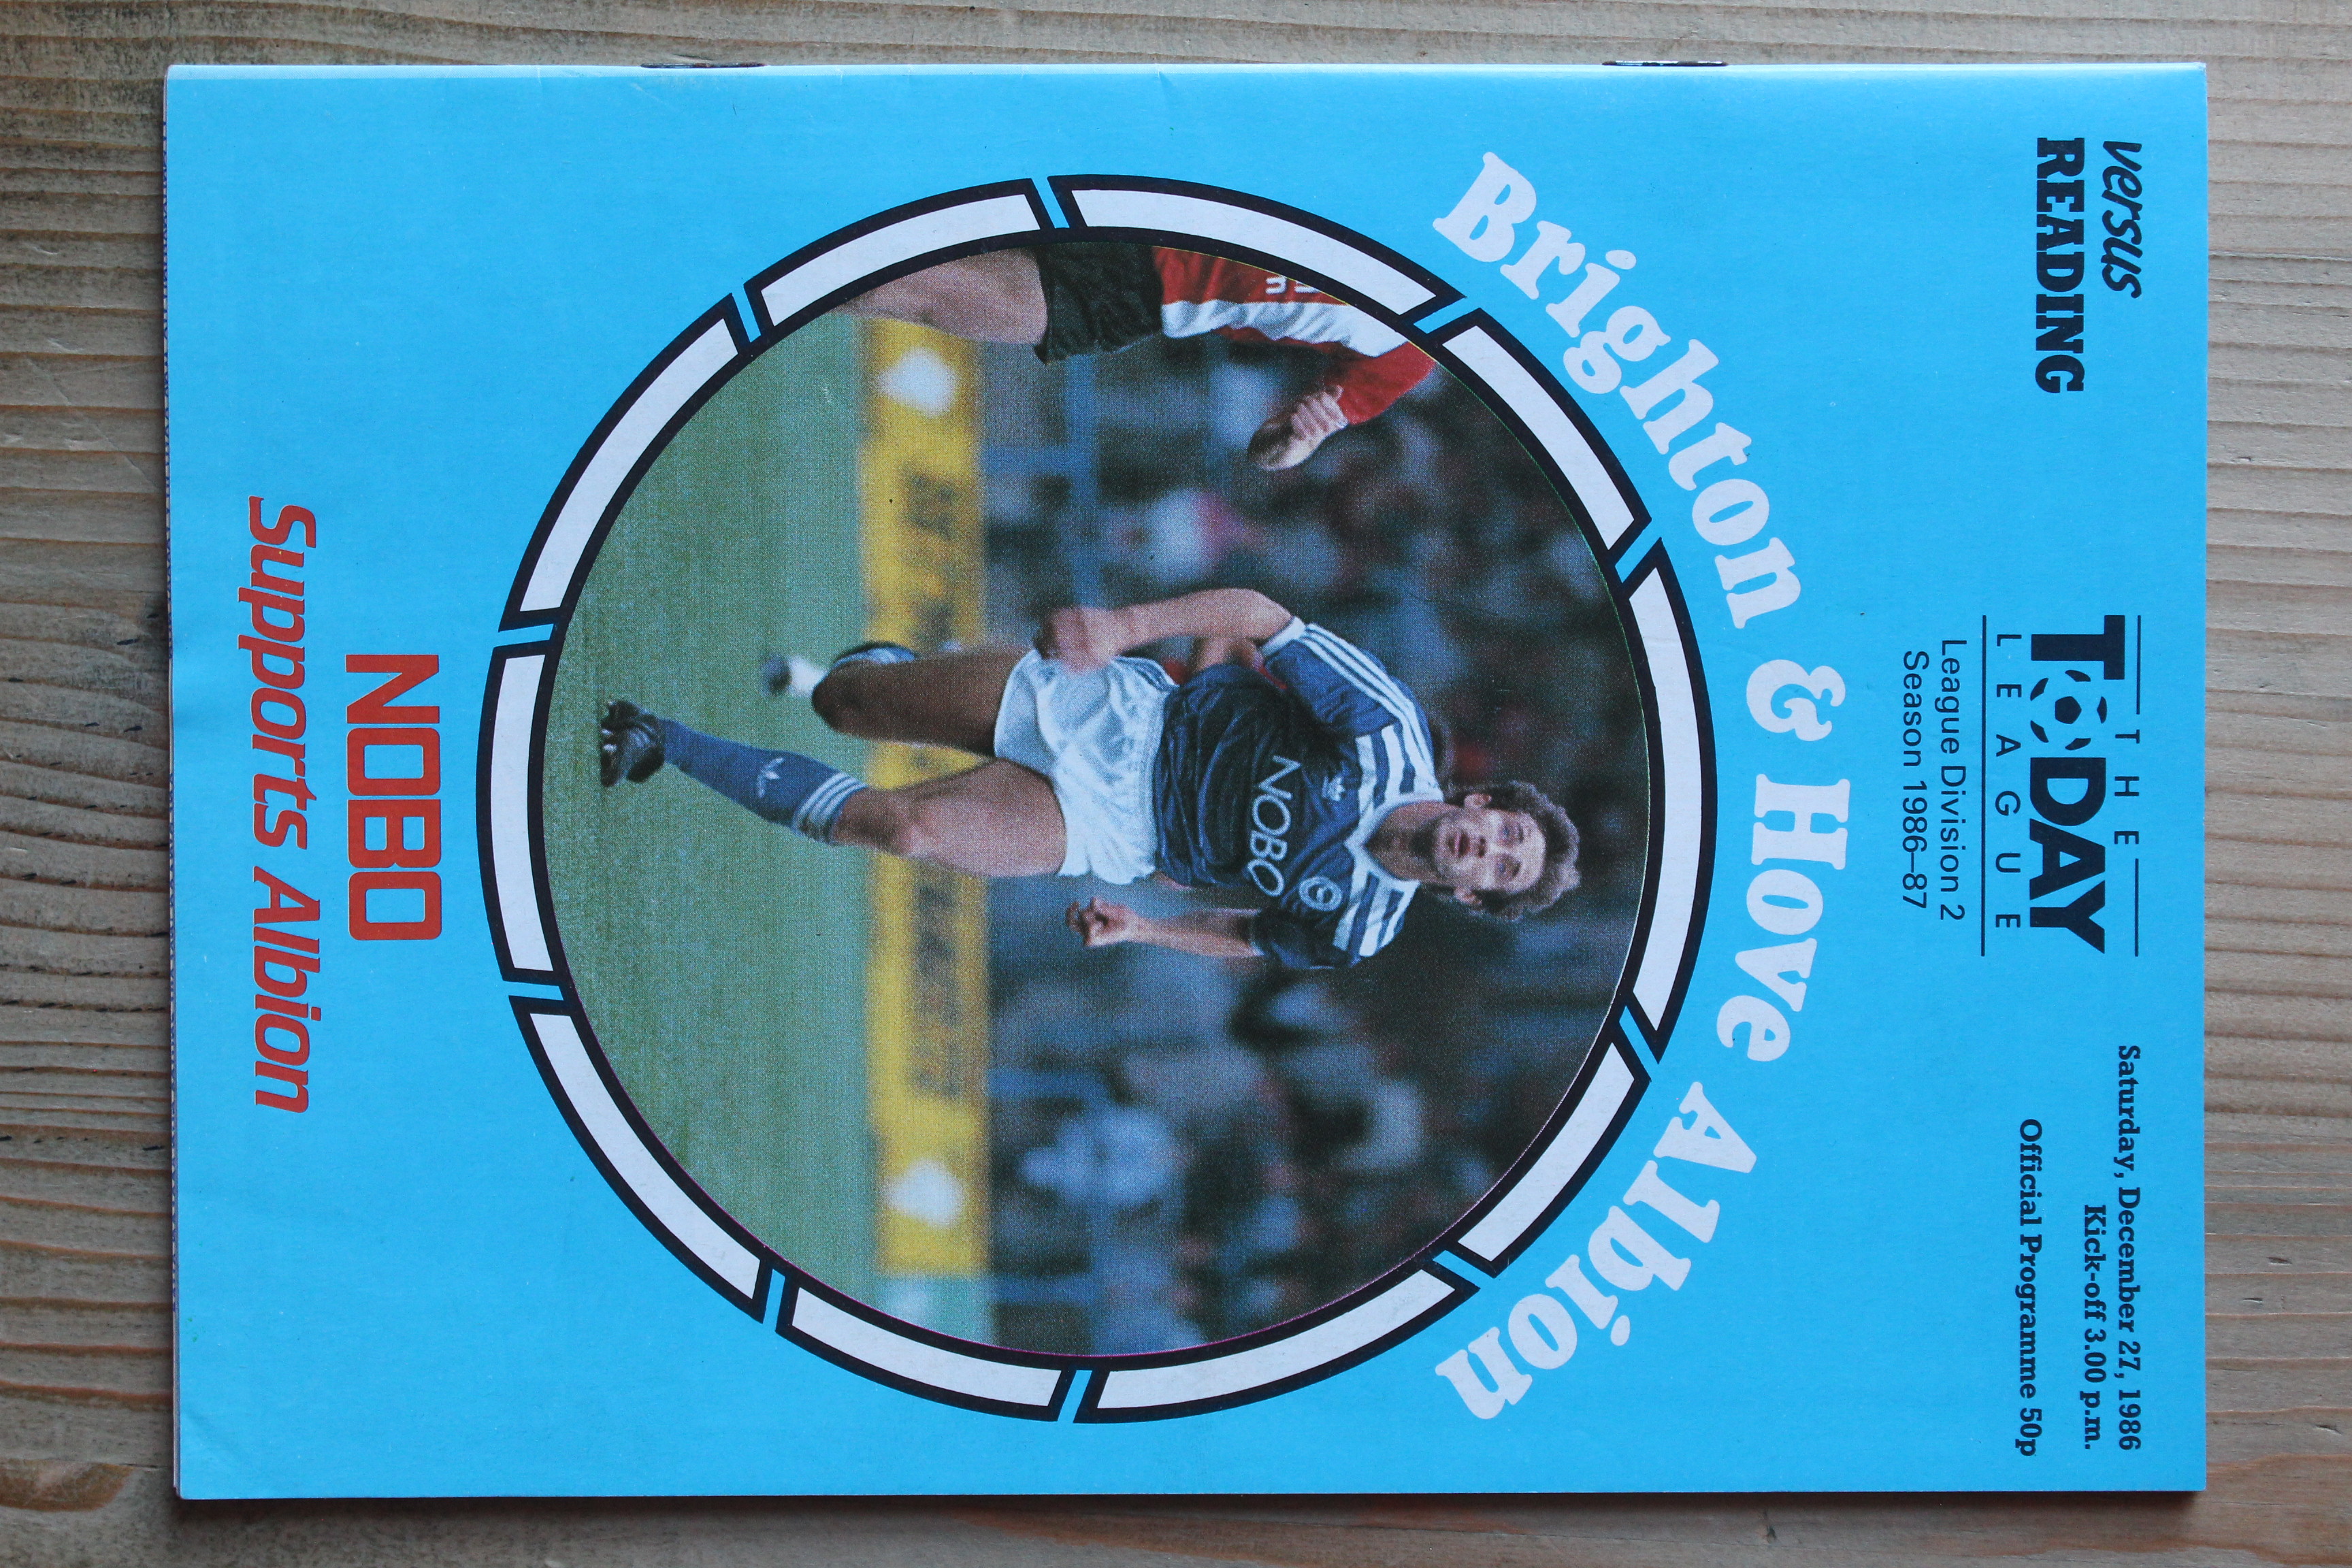 versus
READING
THE
TODAY
LEAGUE
League Division 2
Season 1986–87
Saturday, December 27, 1986
Kick-off 3.00 p.m.
Official Programme 50p
Brighton & Hove Albion
NOBO
NOBO
Supports Albion